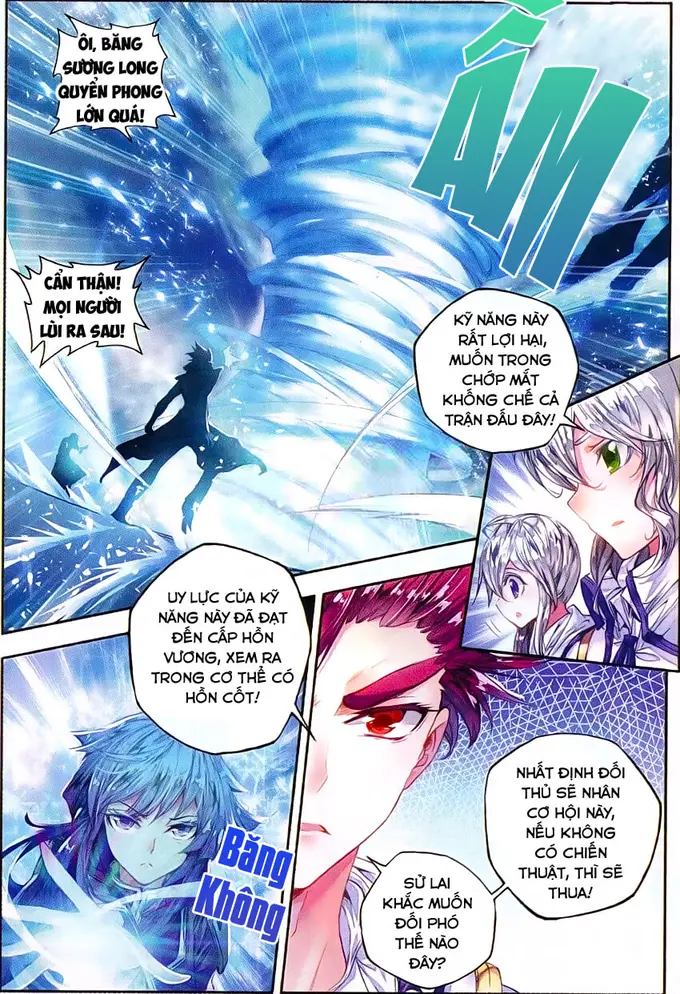 ÔI, BĂNG
SƯƠNG LONG
QUYỂN PHONG
LỚN QUÁ!
ẦM
CẨN THẬN!
MỌI NGƯỜI
LÙI RA SAU!
KỸ NĂNG NÀY
RẤT LỢI HẠI,
MUỐN TRONG
CHỚP MẮT
KHỐNG CHẾ CẢ
TRẬN ĐẤU ĐÂY!
UY LỰC CỦA KỸ
NĂNG NÀY ĐÃ ĐẠT
ĐẾN CẤP HỒN
VƯƠNG, XEM RA
TRONG CƠ THỂ CÓ
HỒN CỐT!
Băng
Không
NHẤT ĐỊNH ĐỐI
THỦ SẼ NHÂN
CƠ HỘI NÀY,
NẾU KHÔNG
CÓ CHIẾN
THUẬT, THÌ SẼ
THUA!
SỬ LAI
KHẮC MUỐN
ĐỐI PHÓ
THẾ NÀO
ĐÂY?